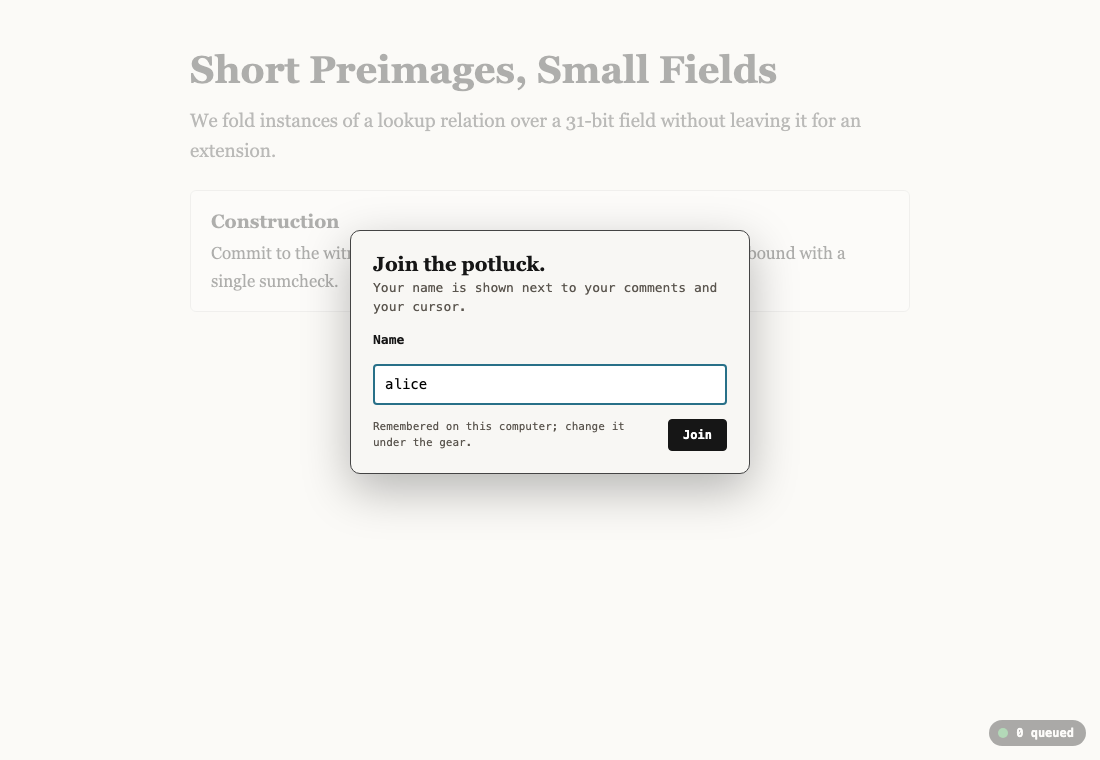 Short Preimages, Small Fields
We fold instances of a lookup relation over a 31-bit field without leaving it for an
extension.
Construction
Commit to the bound with a
single sumcheck.
Join the potluck.
Your name is shown next to your comments and
your cursor.
Name
alice
Remembered on this computer; change it
under the gear.
Join
0 queued